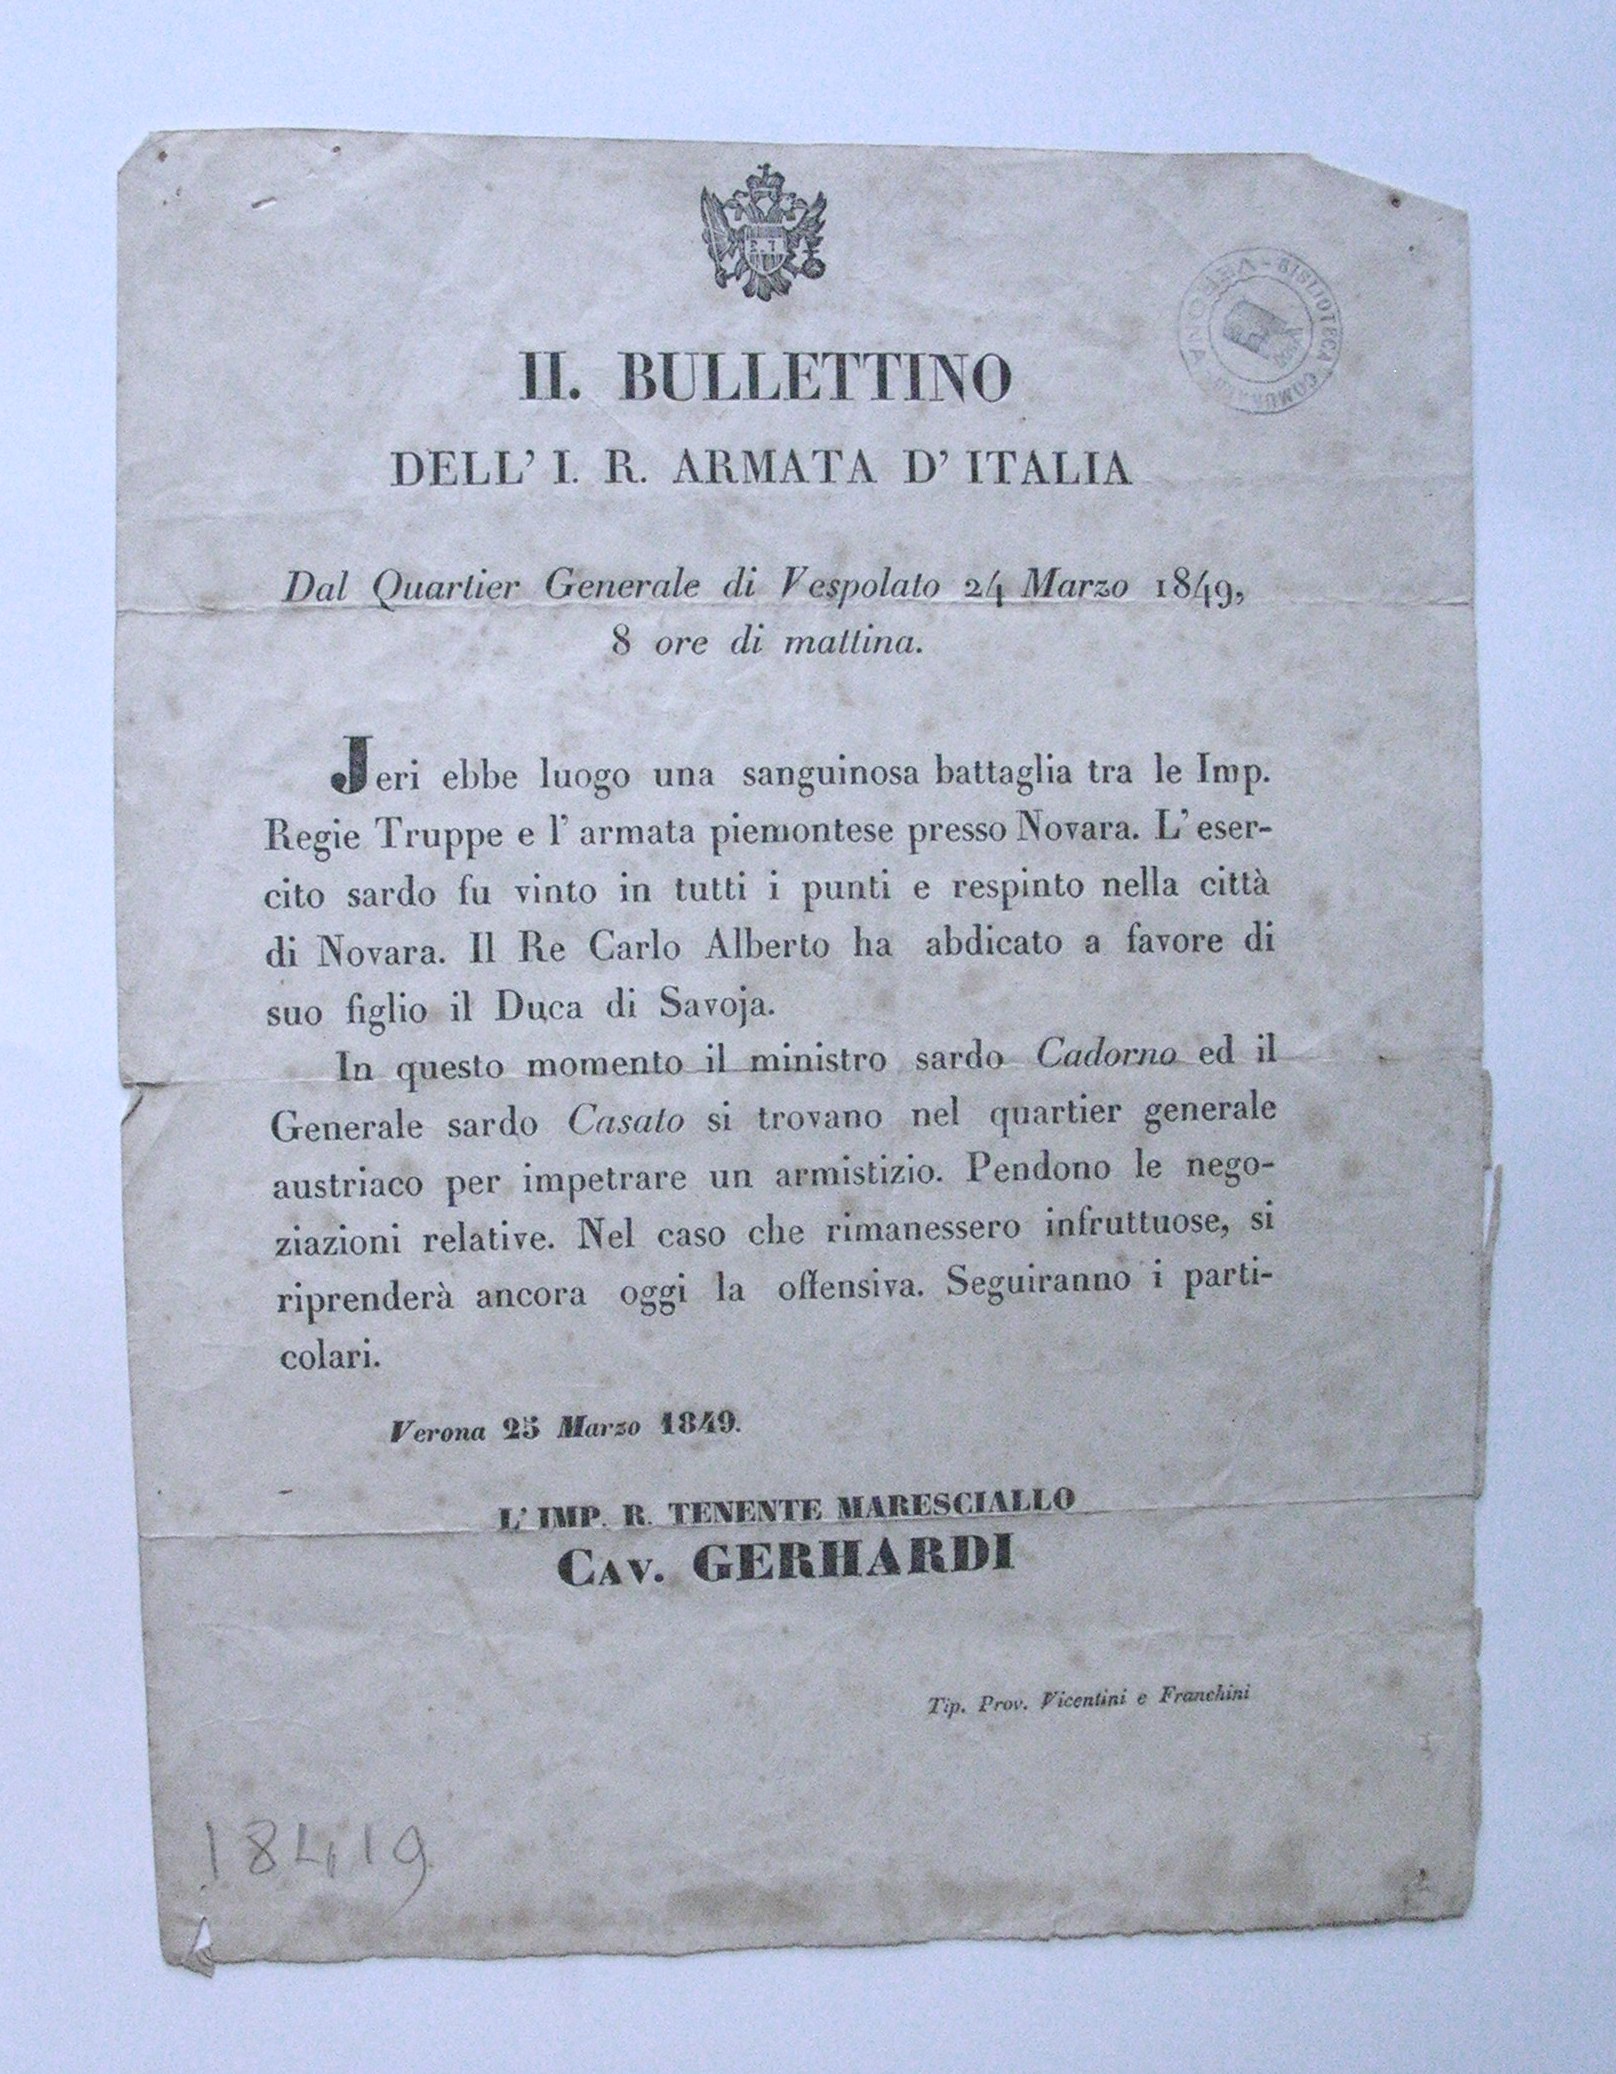 F. I.
VERONA - BIBLIOTECA COMUNALE
II. BULLETTINO
DELL' I. R. ARMATA D' ITALIA
Dal Quartier Generale di Vespolato 24 Marzo 1849,
8 ore di mattina.
Jeri ebbe luogo una sanguinosa battaglia tra le Imp.
Regie Truppe e l' armata piemontese presso Novara. L' eser-
cito sardo fu vinto in tutti i punti e respinto nella città
di Novara. Il Re Carlo Alberto ha abdicato a favore di
suo figlio il Duca di Savoja.
In questo momento il ministro sardo Cadorno ed il
Generale sardo Casato si trovano nel quartier generale
austriaco per impetrare un armistizio. Pendono le nego-
ziazioni relative. Nel caso che rimanessero infruttuose, si
riprenderà ancora oggi la offensiva. Seguiranno i parti-
colari.
Verona 25 Marzo 1849.
L' IMP. R. TENENTE MARESCIALLO
CAV. GERHARDI
Tip. Prov. Vicentini e Franchini
18419